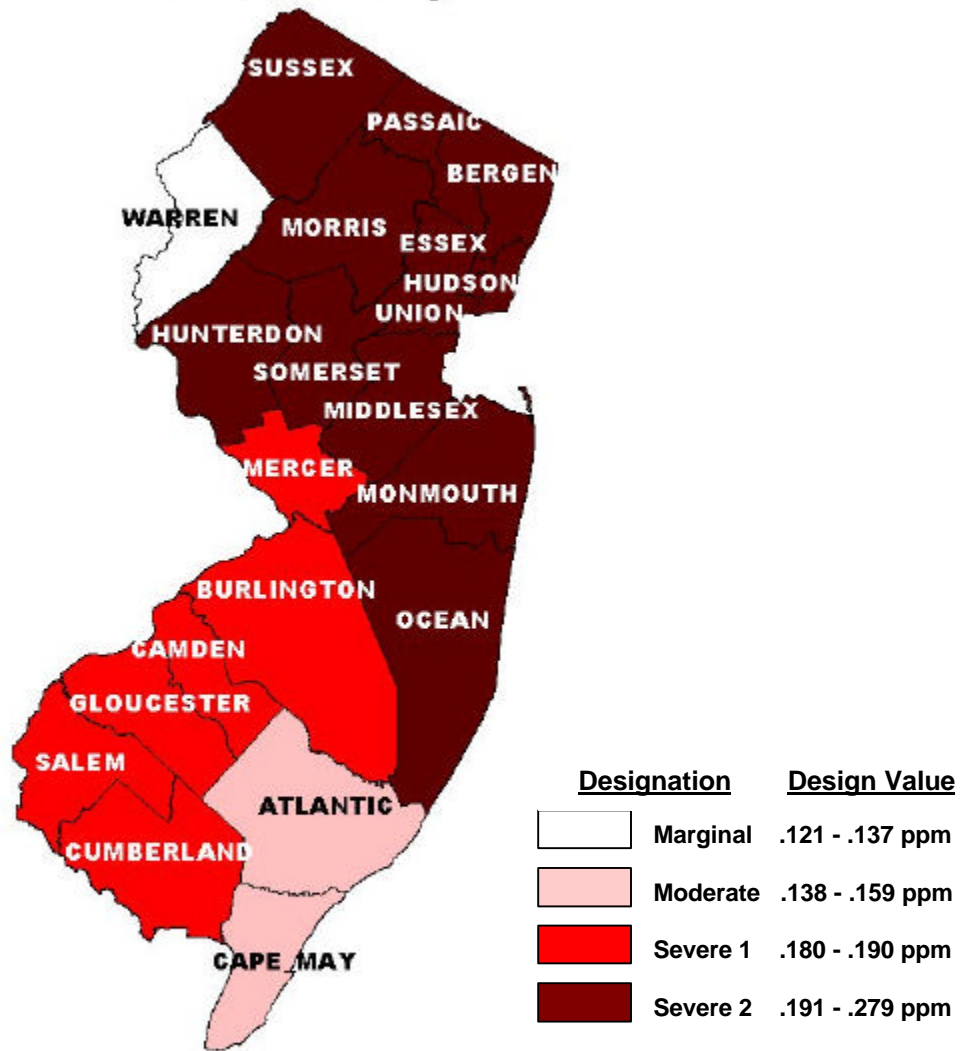 SUSSEX
PASSAIC
BERGEN
WARREN
MORRIS
ESSEX
HUDSON
UNION
HUNTERDON
SOMERSET
MIDDLESEX
MERCER
MONMOUTH
BURLINGTON
OCEAN
CAMDEN
GLOUCESTER
SALEM
ATLANTIC
CUMBERLAND
CAPE_MAY
Designation Design Value
Marginal .121 - .137 ppm
Moderate .138 - .159 ppm
Severe 1 .180 - .190 ppm
Severe 2 .191 - .279 ppm